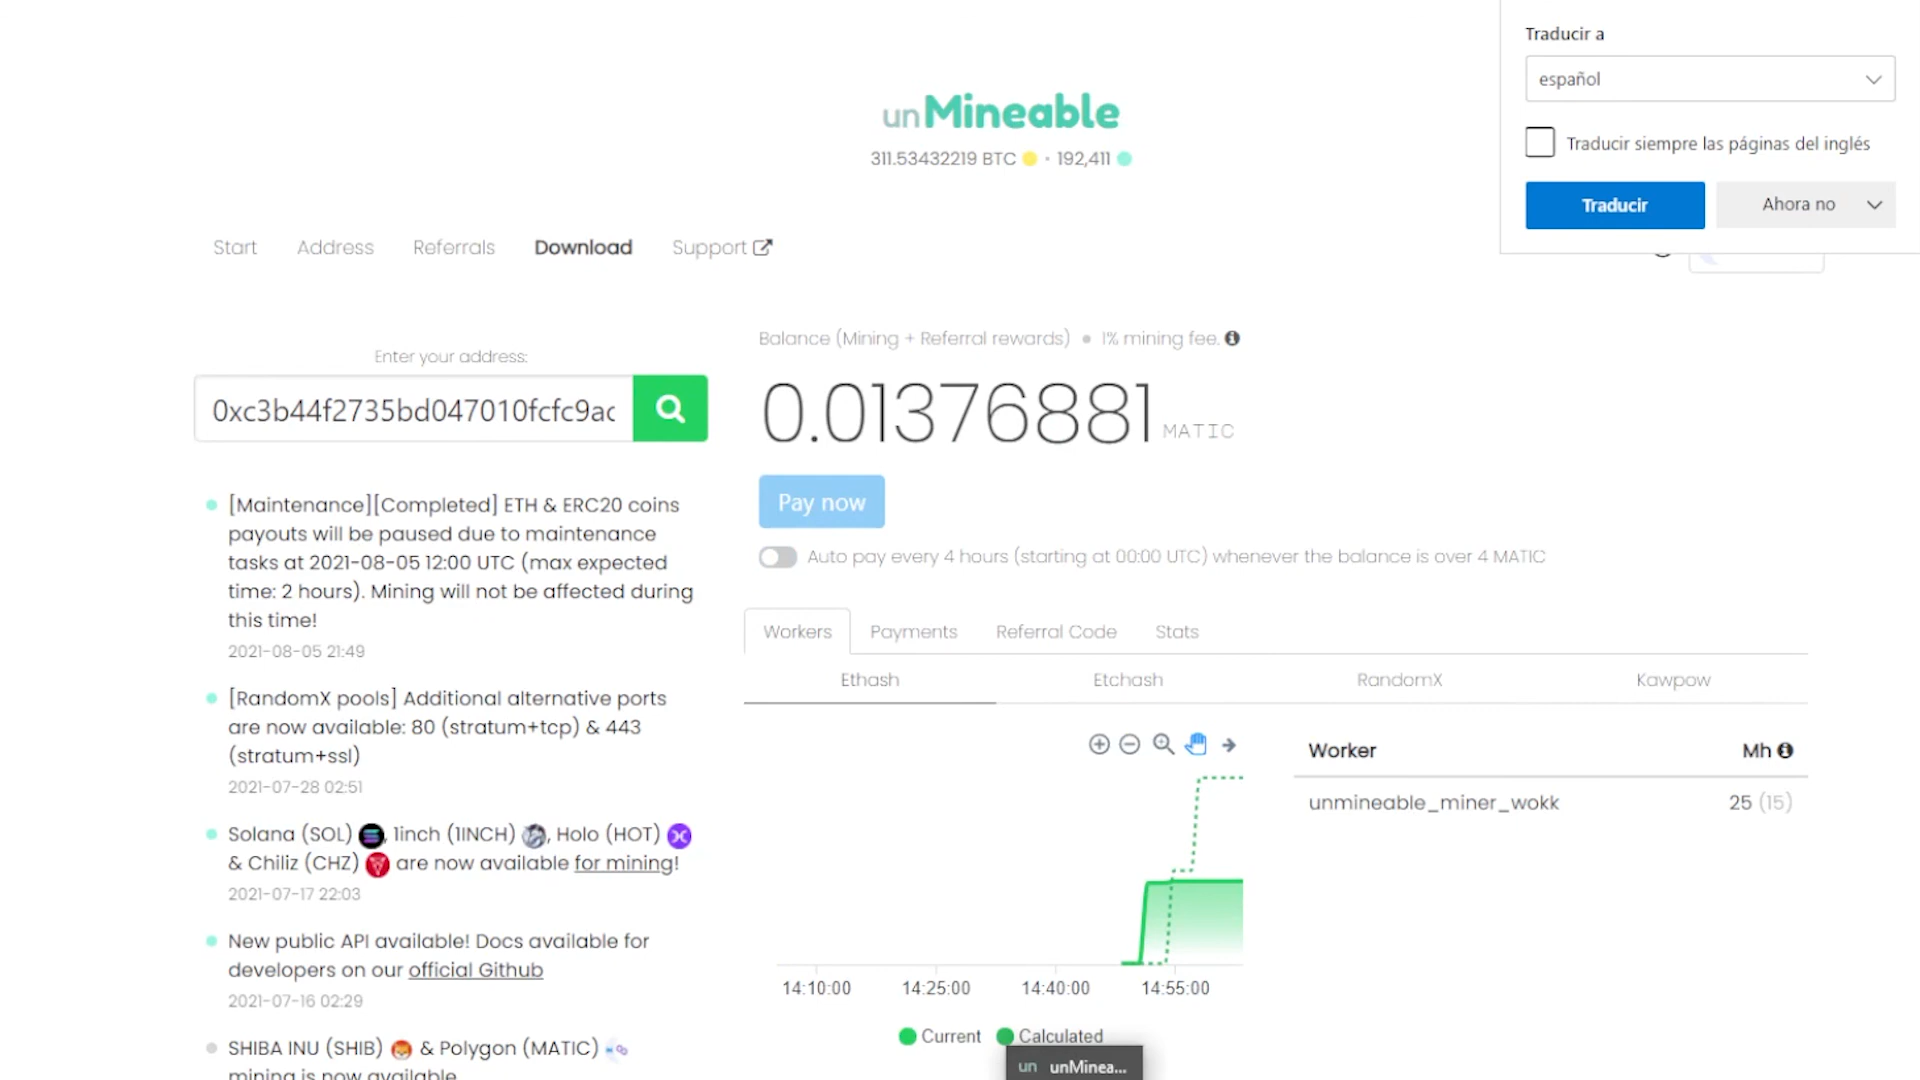 Traducir a
español
Traducir siempre las páginas del inglés
Traducir
Ahora no
unMineable
311.53432219 BTC • 192,411
Start
Address
Referrals
Download
Support
Enter your address:
0xc3b44f2735bd047010fcfc9ac
[Maintenance][Completed] ETH & ERC20 coins
payouts will be paused due to maintenance
tasks at 2021-08-05 12:00 UTC (max expected
time: 2 hours). Mining will not be affected during
this time!
2021-08-05 21:49
[RandomX pools] Additional alternative ports
are now available: 80 (stratum+tcp) & 443
(stratum+ssl)
2021-07-28 02:51
Solana (SOL) , 1inch (1INCH) , Holo (HOT)
& Chiliz (CHZ) are now available for mining!
2021-07-17 22:03
New public API available! Docs available for
developers on our official Github
2021-07-16 02:29
SHIBA INU (SHIB) & Polygon (MATIC)
mining is now available
Balance (Mining + Referral rewards) • 1% mining fee.
0.01376881 MATIC
Pay now
Auto pay every 4 hours (starting at 00:00 UTC) whenever the balance is over 4 MATIC
Workers
Payments
Referral Code
Stats
Ethash
Etchash
RandomX
Kawpow
Worker
Mh
unmineable_miner_wokk
25 (15)
14:10:00
14:25:00
14:40:00
14:55:00
Current
Calculated
un unMinea...